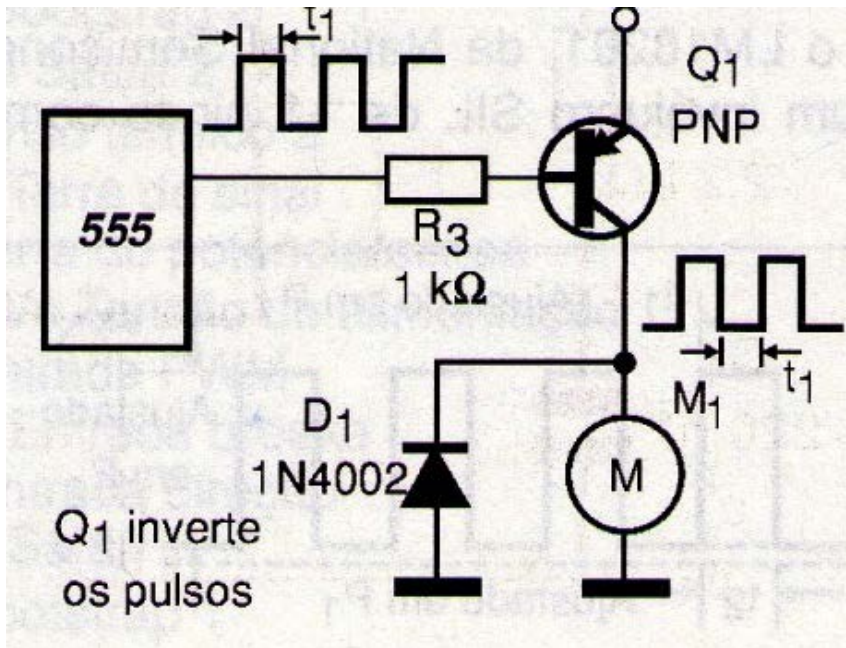 t1
Q1
PNP
555
R3
1 kΩ
M1
t1
D1
1N4002
M
Q1 inverte
os pulsos